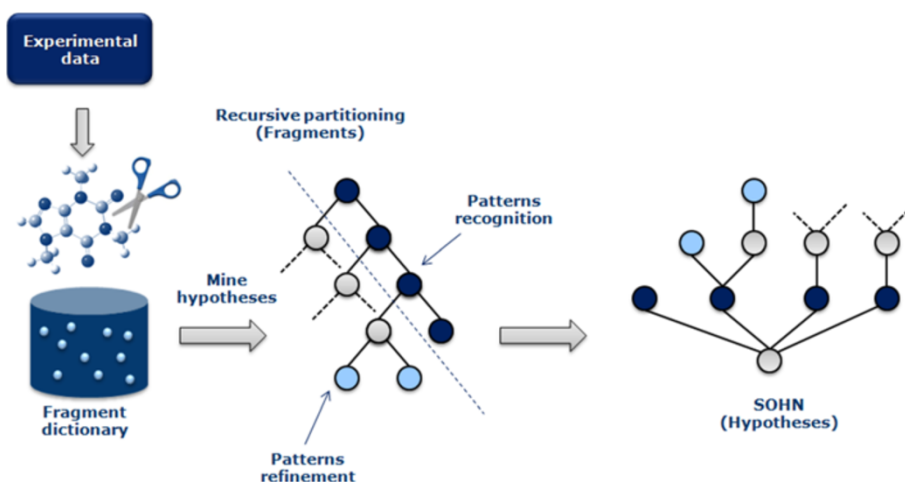 Experimental
data
Recursive partitioning
(Fragments)
Patterns
recognition
Mine
hypotheses
Fragment
dictionary
Patterns
refinement
SOHN
(Hypotheses)